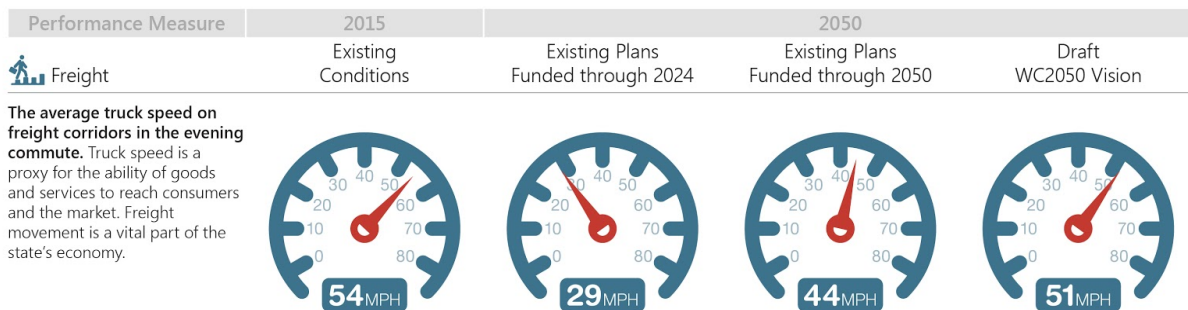 Performance Measure 2015 2050
Freight
Existing
Conditions
Existing Plans
Funded through 2024
Existing Plans
Funded through 2050
Draft
WC2050 Vision
The average truck speed on
freight corridors in the evening
commute. Truck speed is a
proxy for the ability of goods
and services to reach consumers
and the market. Freight
movement is a vital part of the
state's economy.
0 10 20 30 40 50 60 70 80
54MPH
0 10 20 30 40 50 60 70 80
29MPH
0 10 20 30 40 50 60 70 80
44MPH
0 10 20 30 40 50 60 70 80
51MPH